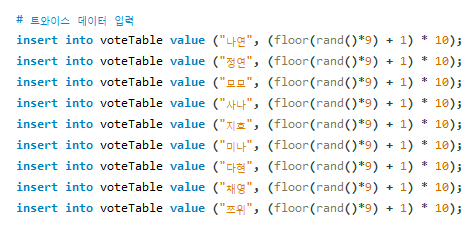 # 트와이스 데이터 입력
insert into voteTable value ("나연", (floor(rand()*9) + 1) * 10);
insert into voteTable value ("정연", (floor(rand()*9) + 1) * 10);
insert into voteTable value ("모모", (floor(rand()*9) + 1) * 10);
insert into voteTable value ("사나", (floor(rand()*9) + 1) * 10);
insert into voteTable value ("지효", (floor(rand()*9) + 1) * 10);
insert into voteTable value ("미나", (floor(rand()*9) + 1) * 10);
insert into voteTable value ("다현", (floor(rand()*9) + 1) * 10);
insert into voteTable value ("채영", (floor(rand()*9) + 1) * 10);
insert into voteTable value ("쯔위", (floor(rand()*9) + 1) * 10);